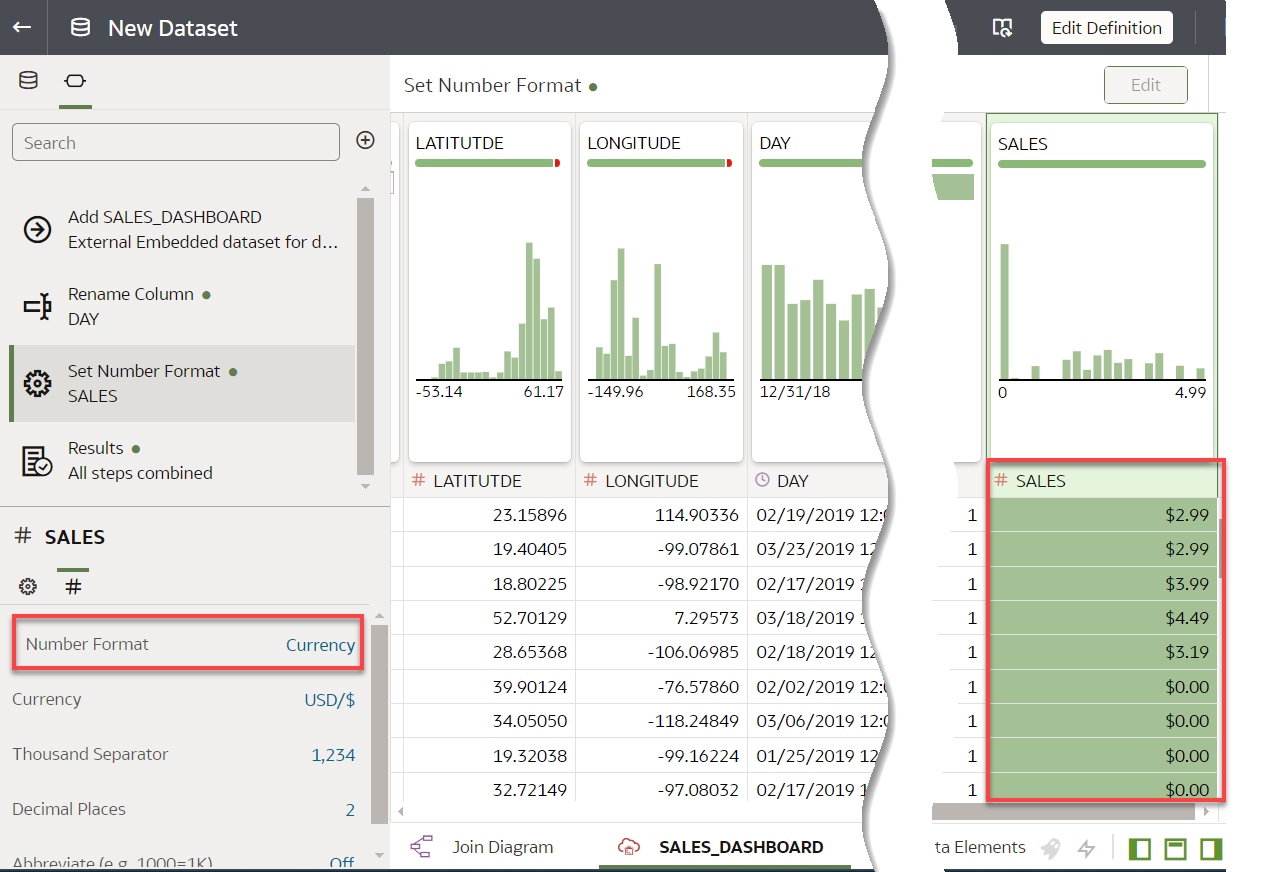 New Dataset
Edit Definition
Search
Set Number Format
Edit
Add SALES_DASHBOARD
External Embedded dataset for d...
Rename Column
DAY
Set Number Format
SALES
Results
All steps combined
SALES
Number Format Currency
Currency USD/$
Thousand Separator 1,234
Decimal Places 2
Abbreviate (e.g. 1000=1K) Off
LATITUTDE LONGITUDE DAY SALES
-53.14 61.17 -149.96 168.35 12/31/18 0 4.99
# LATITUTDE # LONGITUDE DAY # SALES
23.15896 114.90336 02/19/2019 12:0 1 $2.99
19.40405 -99.07861 03/23/2019 12 1 $2.99
18.80225 -98.92170 02/17/2019 1 $3.99
52.70129 7.29573 03/18/2019 1 $4.49
28.65368 -106.06985 02/18/2019 12 1 $3.19
39.90124 -76.57860 02/02/2019 12:0 1 $0.00
34.05050 -118.24849 03/06/2019 12:0 1 $0.00
19.32038 -99.16224 01/25/2019 12 1 $0.00
32.72149 -97.08032 02/17/2019 1 $0.00
Join Diagram SALES_DASHBOARD ta Elements